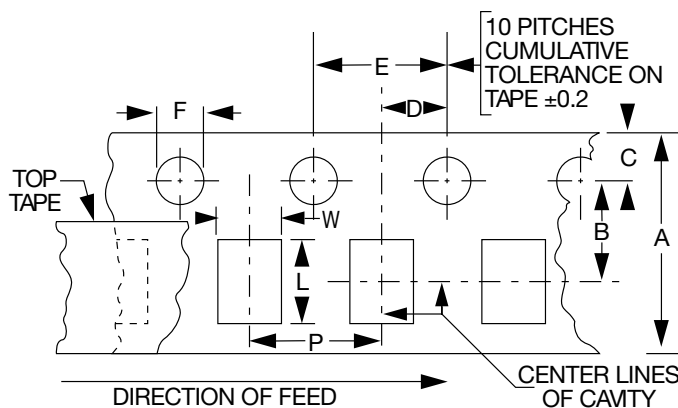 10 PITCHES
CUMULATIVE
TOLERANCE ON
TAPE ±0.2
E
F
D
C
TOP
TAPE
W
B
A
L
P
CENTER LINES
OF CAVITY
DIRECTION OF FEED